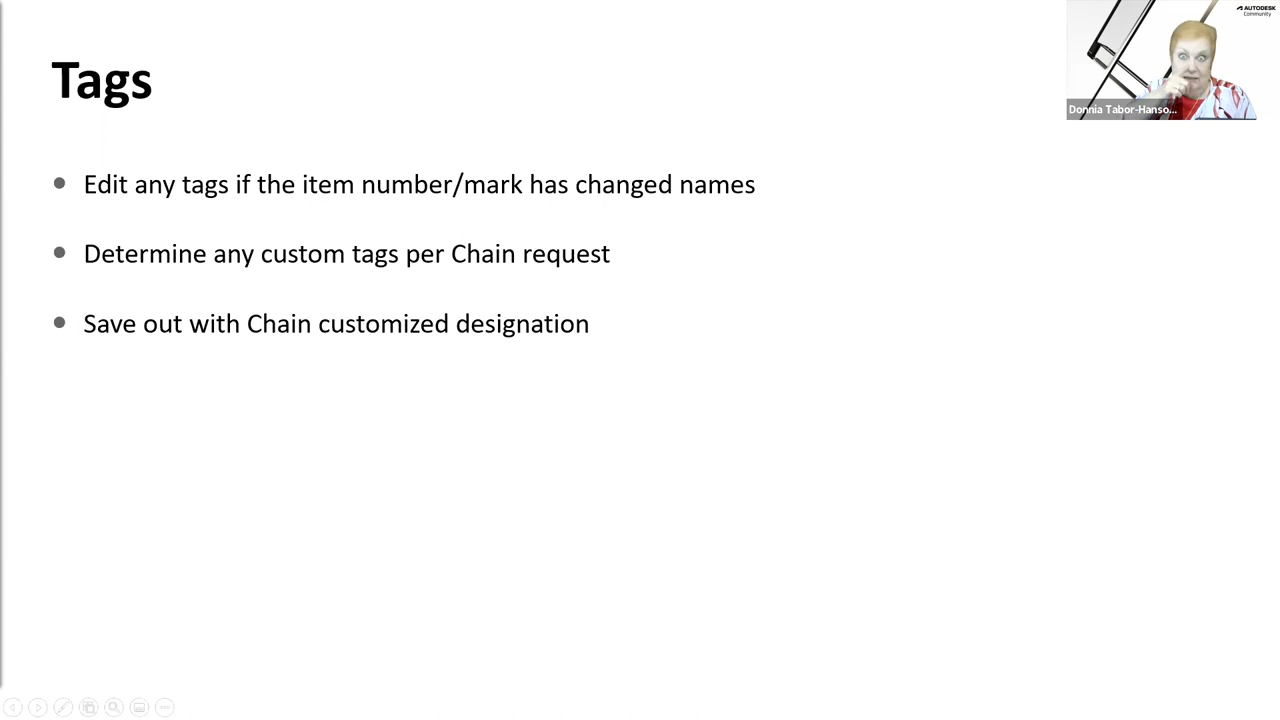 Tags
Edit any tags if the item number/mark has changed names
Determine any custom tags per Chain request
Save out with Chain customized designation
AUTODESK
Community
Donnia Tabor-Hanso...